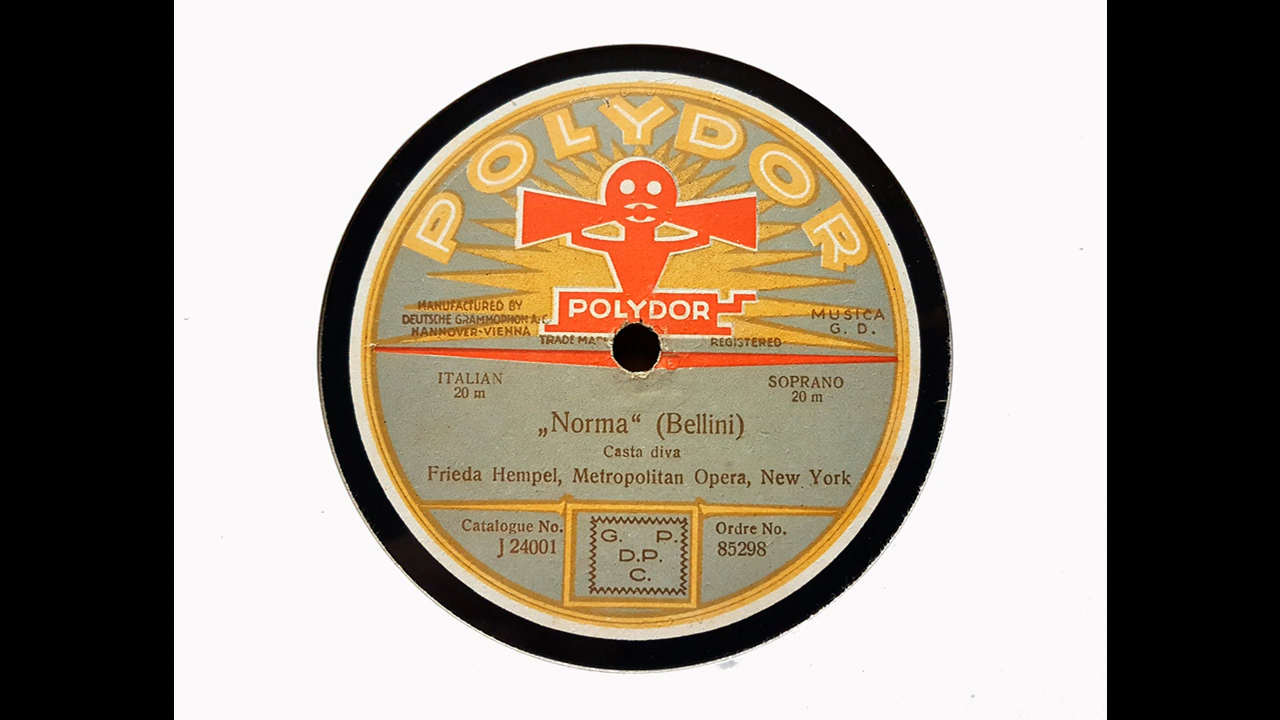 POLYDOR
POLYDOR
MANUFACTURED BY
DEUTSCHE GRAMMOPHON A.G.
HANNOVER-VIENNA
MUSICA
G. D.
TRADE MARK REGISTERED
ITALIAN
20 m
SOPRANO
20 m
„Norma“ (Bellini)
Casta diva
Frieda Hempel, Metropolitan Opera, New York
Catalogue No.
J 24001
G. P.
D.P.
C.
Ordre No.
85298